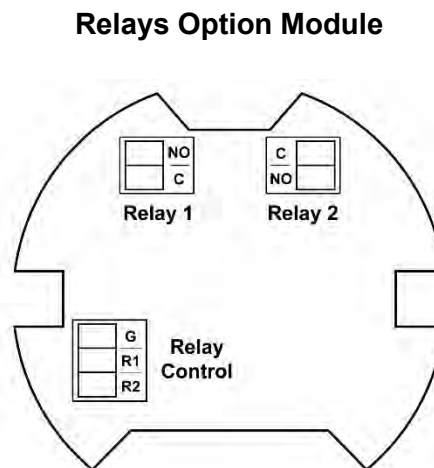 Relays Option Module
NO
C
Relay 1
C
NO
Relay 2
G
R1
R2
Relay
Control